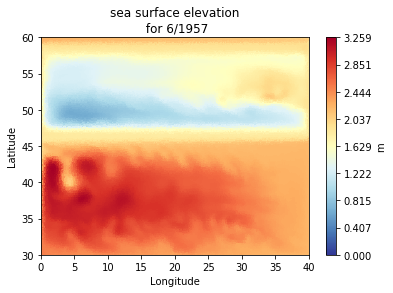 sea surface elevation
for 6/1957
60
55
50
45
40
35
30
Latitude
0 5 10 15 20 25 30 35 40
Longitude
3.259
2.851
2.444
2.037
1.629
1.222
0.815
0.407
0.000
m